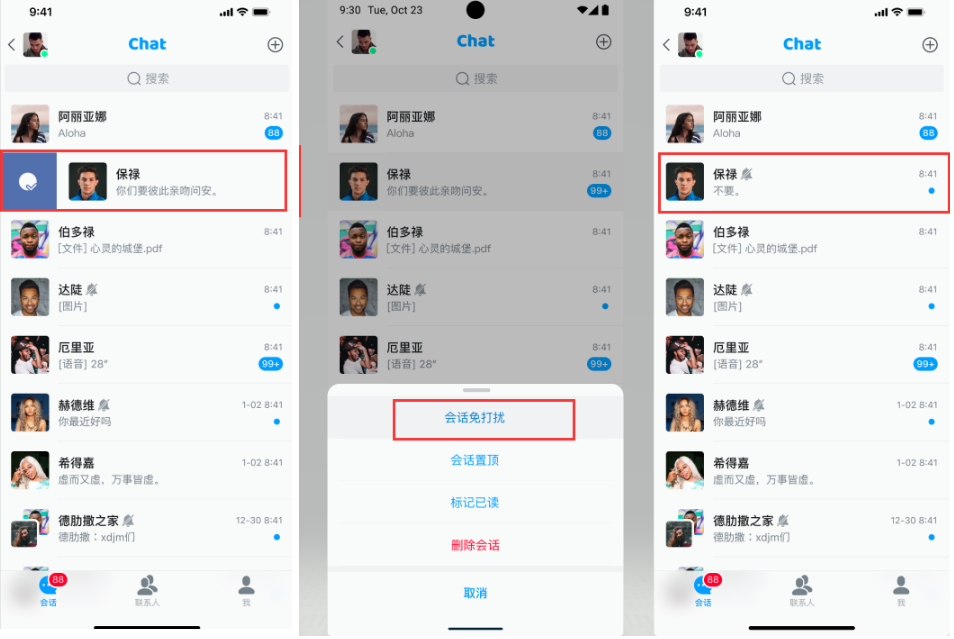 9:41
Chat
搜索
阿丽亚娜
8:41
Aloha
88
保禄
你们要彼此亲吻问安。
伯多禄
8:41
[文件] 心灵的城堡.pdf
达陡
8:41
[图片]
厄里亚
8:41
[语音] 28″
99+
赫德维
1-02 8:41
你最近好吗
希得嘉
1-02 8:41
虚而又虚，万事皆虚。
德肋撒之家
12-30 8:41
德肋撒：xdjm们
88
会话
联系人
我
9:30 Tue, Oct 23
Chat
搜索
阿丽亚娜
8:41
Aloha
88
保禄
8:41
你们要彼此亲吻问安。
99+
伯多禄
8:41
[文件] 心灵的城堡.pdf
达陡
8:41
[图片]
厄里亚
8:41
[语音] 28″
99+
会话免打扰
会话置顶
标记已读
删除会话
取消
9:41
Chat
搜索
阿丽亚娜
8:41
Aloha
88
保禄
8:41
不要。
伯多禄
8:41
[文件] 心灵的城堡.pdf
达陡
8:41
[图片]
厄里亚
8:41
[语音] 28″
99+
赫德维
1-02 8:41
你最近好吗
希得嘉
1-02 8:41
虚而又虚，万事皆虚。
德肋撒之家
12-30 8:41
德肋撒：xdjm们
88
会话
联系人
我